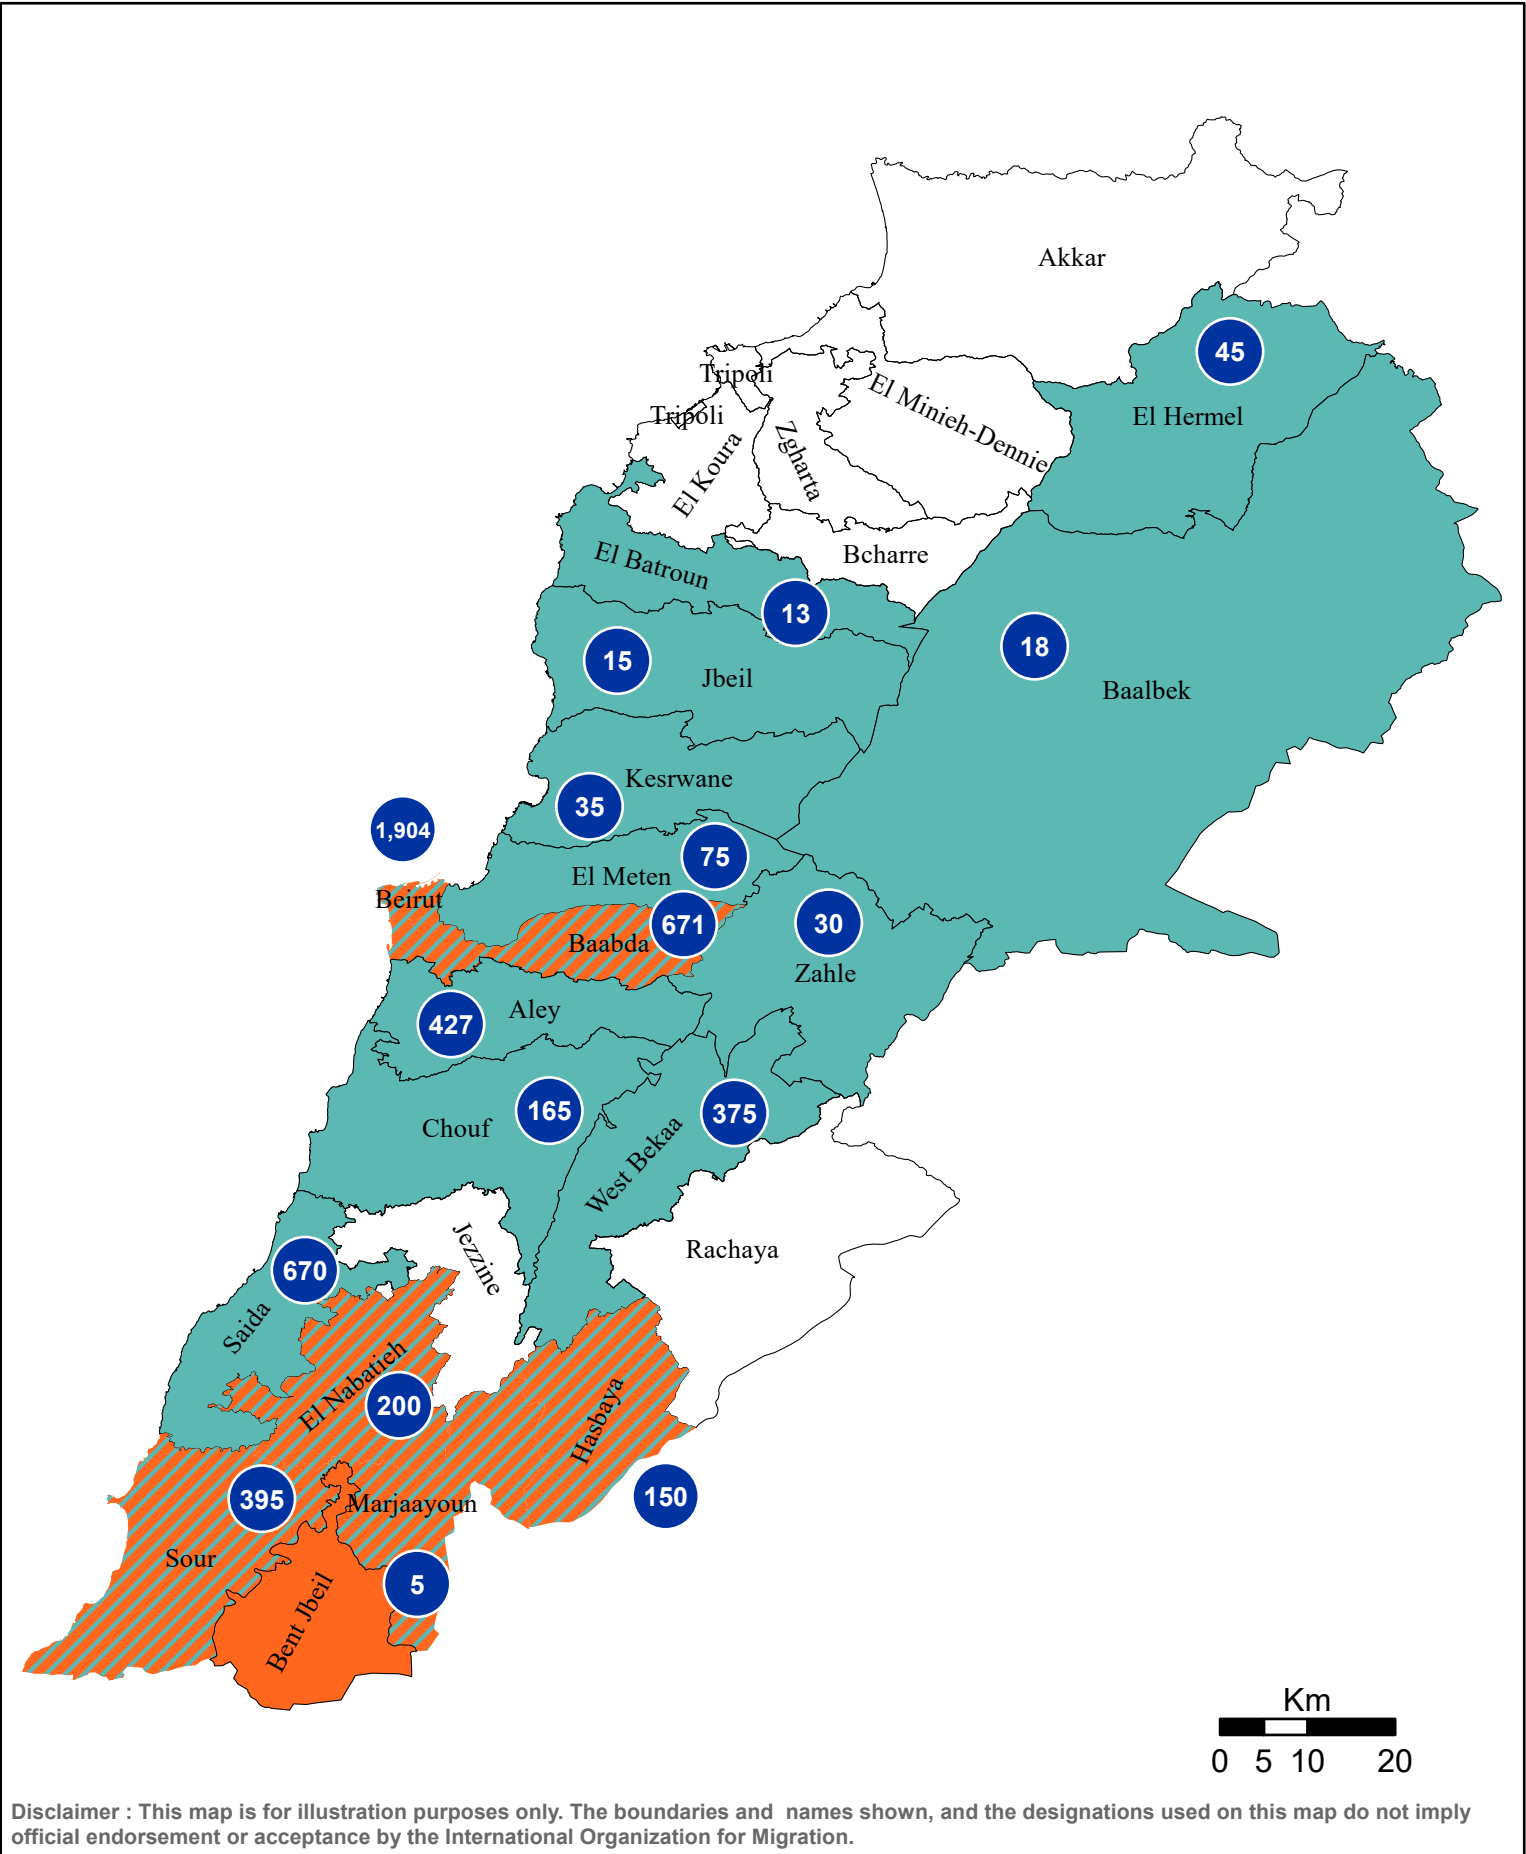 Akkar
45
El Hermel
Tripoli
Tripoli
El Koura
Zgharta
El Minieh-Dennie
Bcharre
El Batroun
13
15
Jbeil
18
Baalbek
Kesrwane
35
1,904
Beirut
75
El Meten
671
Baabda
30
Zahle
Aley
427
165
Chouf
375
West Bekaa
Rachaya
Jezzine
670
Saida
El Nabatieh
200
Hasbaya
150
395
Marjaayoun
Sour
5
Bent Jbeil
Km
0 5 10 20
Disclaimer : This map is for illustration purposes only. The boundaries and names shown, and the designations used on this map do not imply
official endorsement or acceptance by the International Organization for Migration.